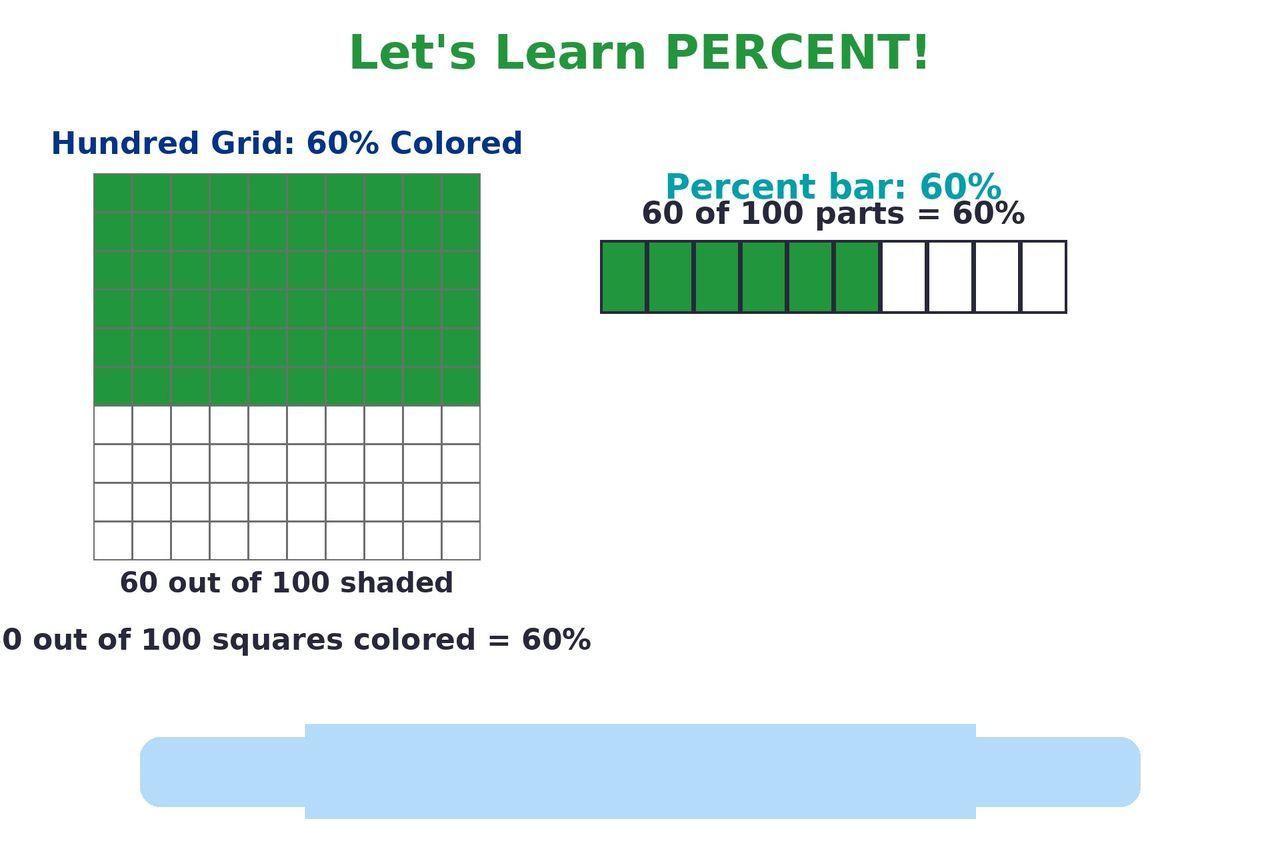 Let's Learn PERCENT!
Hundred Grid: 60% Colored
60 out of 100 shaded
0 out of 100 squares colored = 60%
Percent bar: 60%
60 of 100 parts = 60%